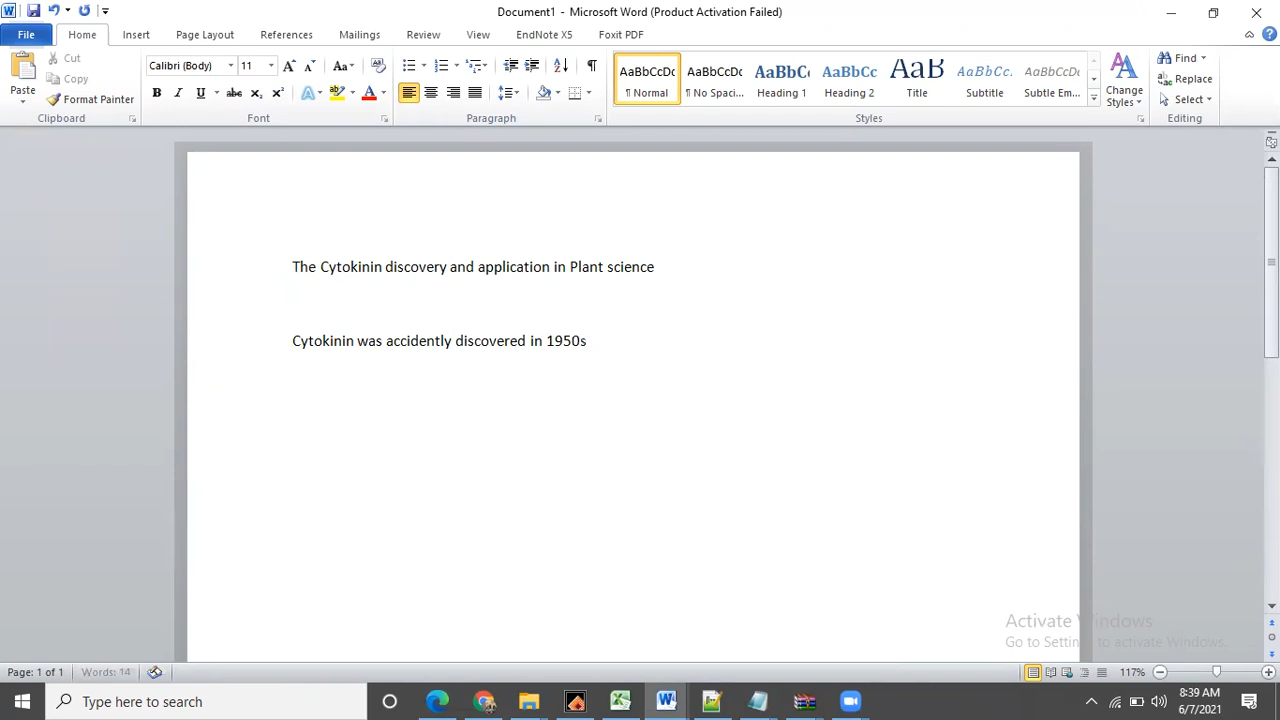 Document1 - Microsoft Word (Product Activation Failed)
File Home Insert Page Layout References Mailings Review View EndNote X5 Foxit PDF
Paste
Cut
Copy
Format Painter
Clipboard
Calibri (Body) 11
Font
Paragraph
AaBbCcDc AaBbCcDc AaBbCc AaBbCc AaB AaBbCc. AaBbCcDc
¶ Normal ¶ No Spaci... Heading 1 Heading 2 Title Subtitle Subtle Em...
Styles
Change Styles
Find
Replace
Select
Editing
The Cytokinin discovery and application in Plant science
Cytokinin was accidently discovered in 1950s
Activate Windows
Go to Settings to activate Windows.
Page: 1 of 1 Words: 14 117%
Type here to search
8:39 AM
6/7/2021